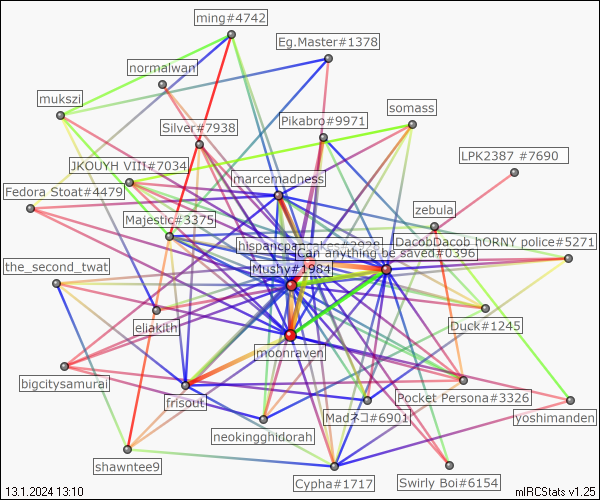 ming#4742
Eg.Master#1378
normalwan
mukszi
somass
Pikabro#9971
Silver#7938
LPK2387 #7690
JKOUYH VIII#7034
marcemadness
Fedora Stoat#4479
zebula
Majestic#3375
DacobDacob hORNY police#5271
hispancpancakes#2929
Can anything be saved#0396
the_second_twat
Mushy#1984
eliakith
Duck#1245
moonraven
bigcitysamurai
frisout
Pocket Persona#3326
Madネコ#6901
yoshimanden
neokingghidorah
shawntee9
Cypha#1717
Swirly Boi#6154
13.1.2024 13:10
mIRCStats v1.25